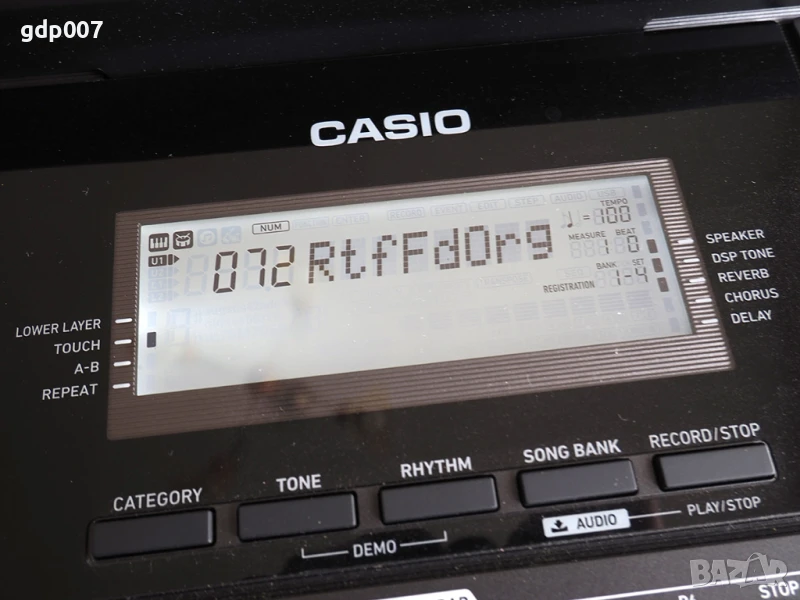 gdp007
CASIO
NUM
TEMPO
= 100
MEASURE BEAT
1 0
U1
072 RtfFdOrg
BANK SET
REGISTRATION 1-4
SPEAKER
DSP TONE
REVERB
CHORUS
DELAY
LOWER LAYER
TOUCH
A-B
REPEAT
CATEGORY
TONE
RHYTHM
SONG BANK
RECORD/STOP
DEMO
AUDIO
PLAY/STOP
BAZAR
STOP